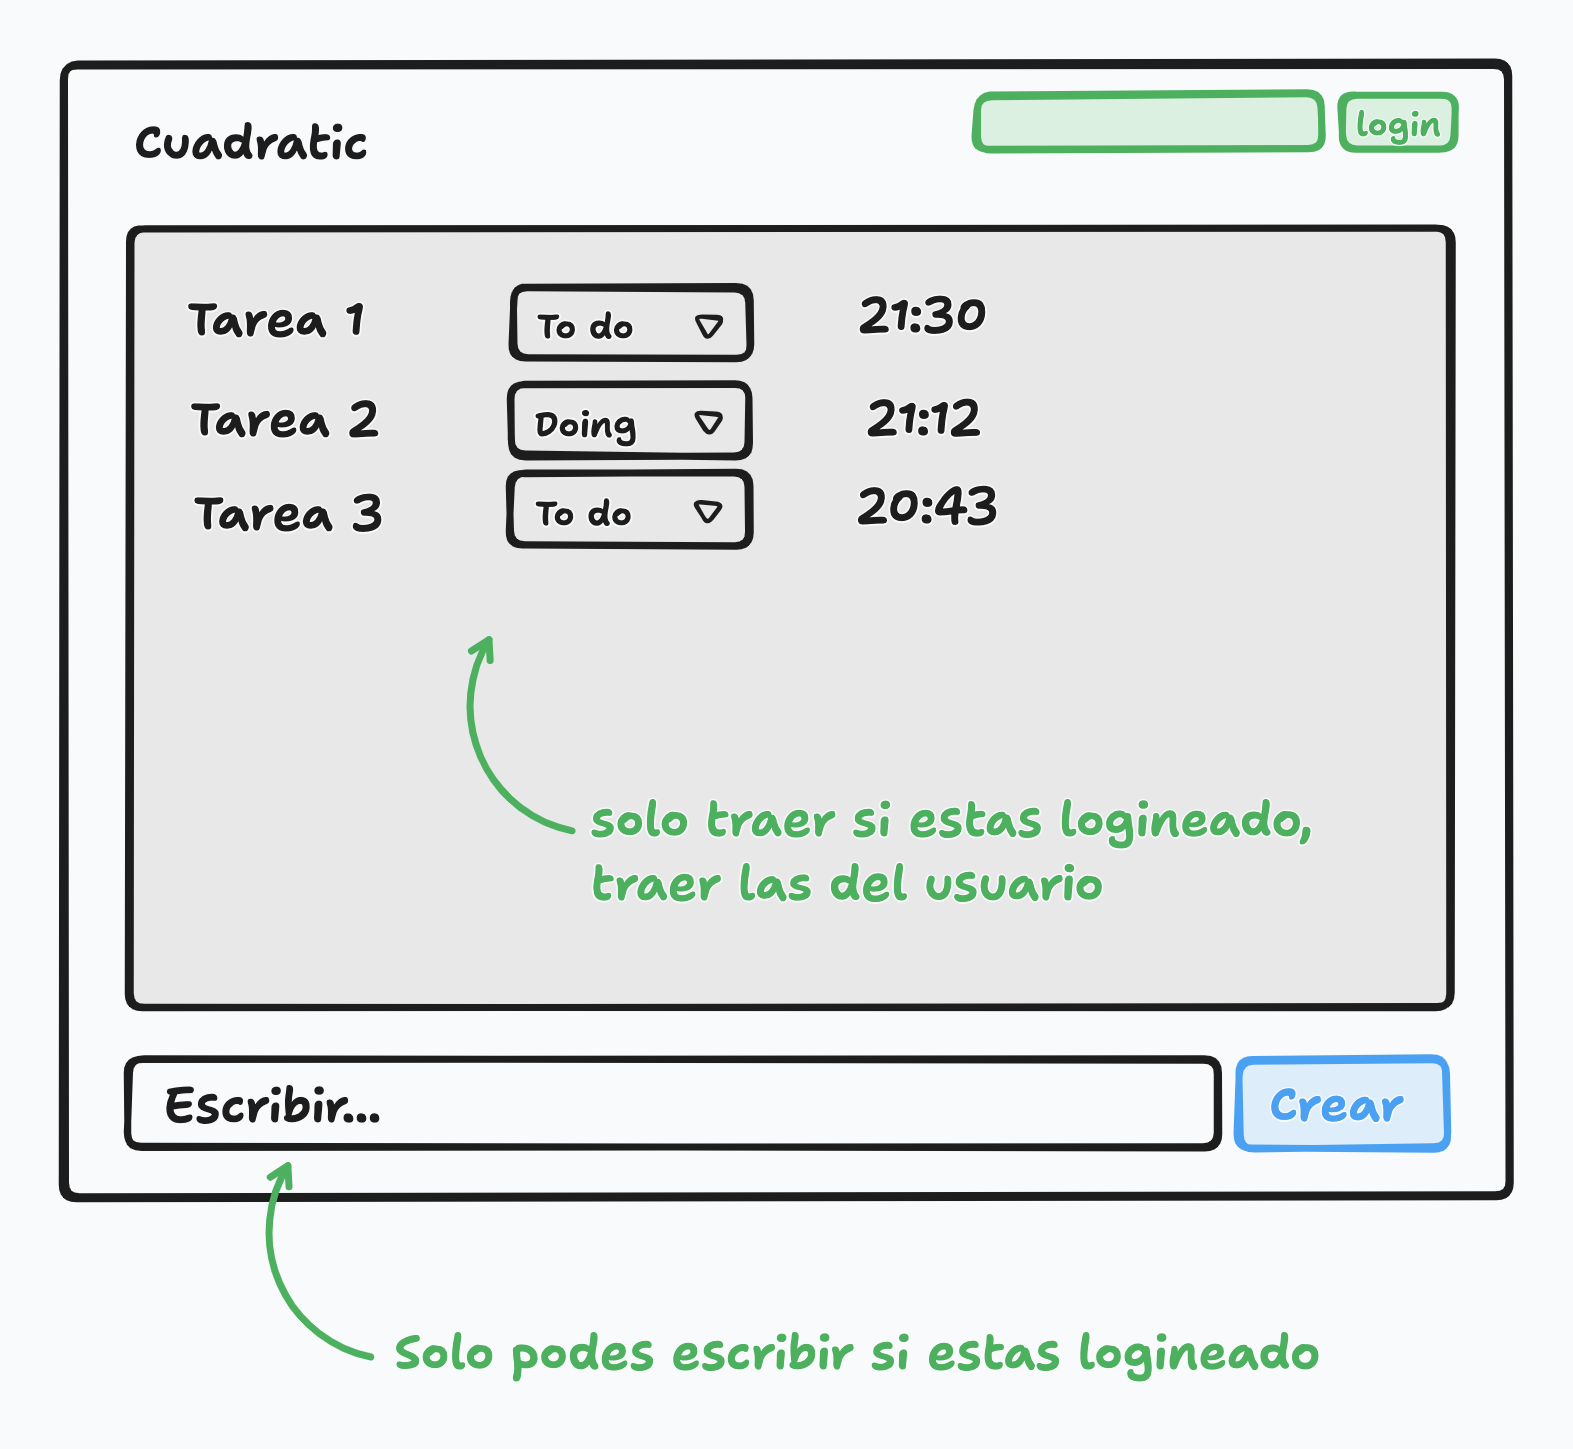 Cuadratic
login
Tarea 1 To do 21:30
Tarea 2 Doing 21:12
Tarea 3 To do 20:43
solo traer si estas logineado,
traer las del usuario
Escribir...
Crear
Solo podes escribir si estas logineado